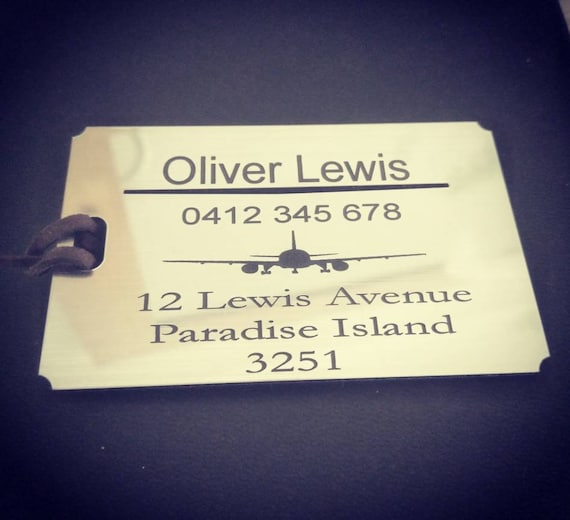 Oliver Lewis
0412 345 678
12 Lewis Avenue
Paradise Island
3251